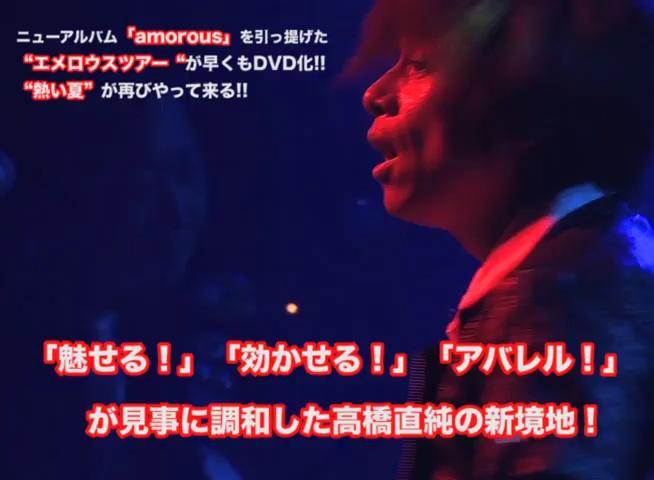 ニューアルバム「amorous」を引っ提げた
“エメロウスツアー “が早くもDVD化!!
“熱い夏” が再びやって来る!!
「魅せる！」「効かせる！」「アバレル！」
が見事に調和した高橋直純の新境地！